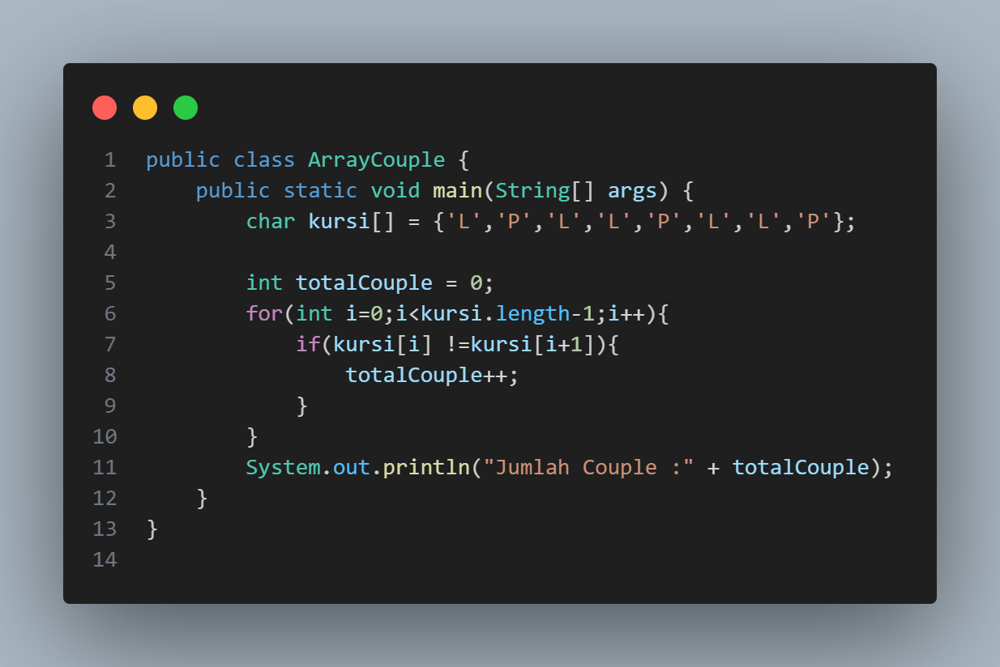 1 public class ArrayCouple {
2     public static void main(String[] args) {
3         char kursi[] = {'L','P','L','L','P','L','L','P'};
4
5         int totalCouple = 0;
6         for(int i=0;i<kursi.length-1;i++){
7             if(kursi[i] !=kursi[i+1]){
8                 totalCouple++;
9             }
10         }
11         System.out.println("Jumlah Couple :" + totalCouple);
12     }
13 }
14